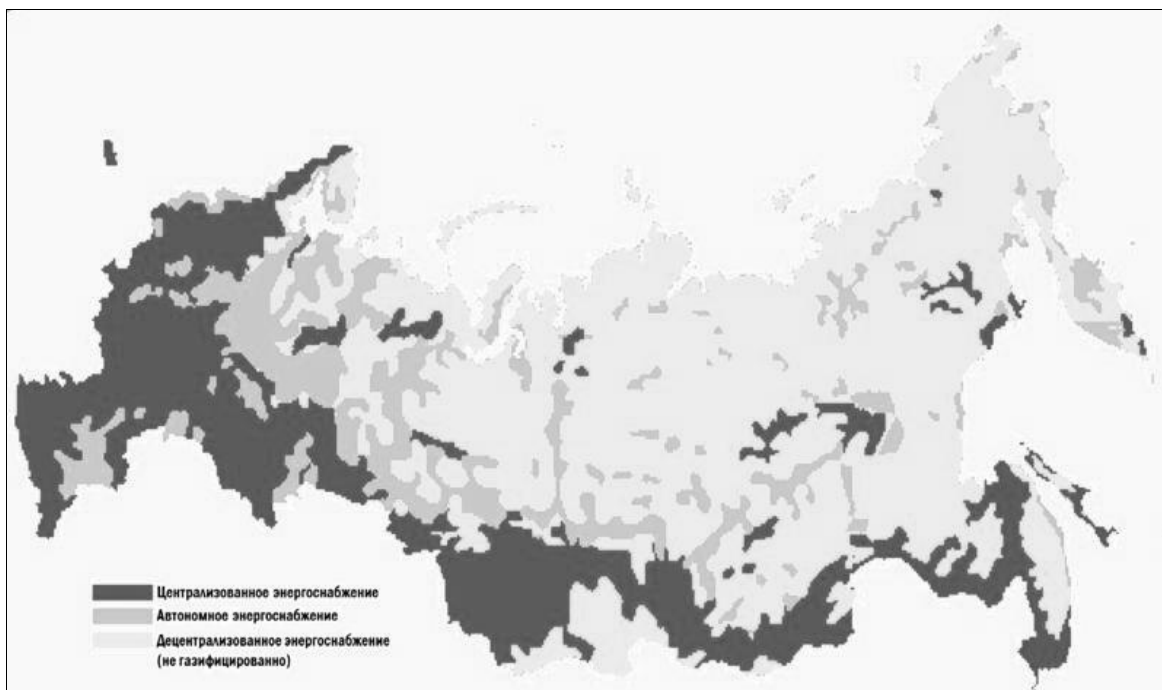 Централизованное энергоснабжение
Автономное энергоснабжение
Децентрализованное энергоснабжение
(не газифицированно)